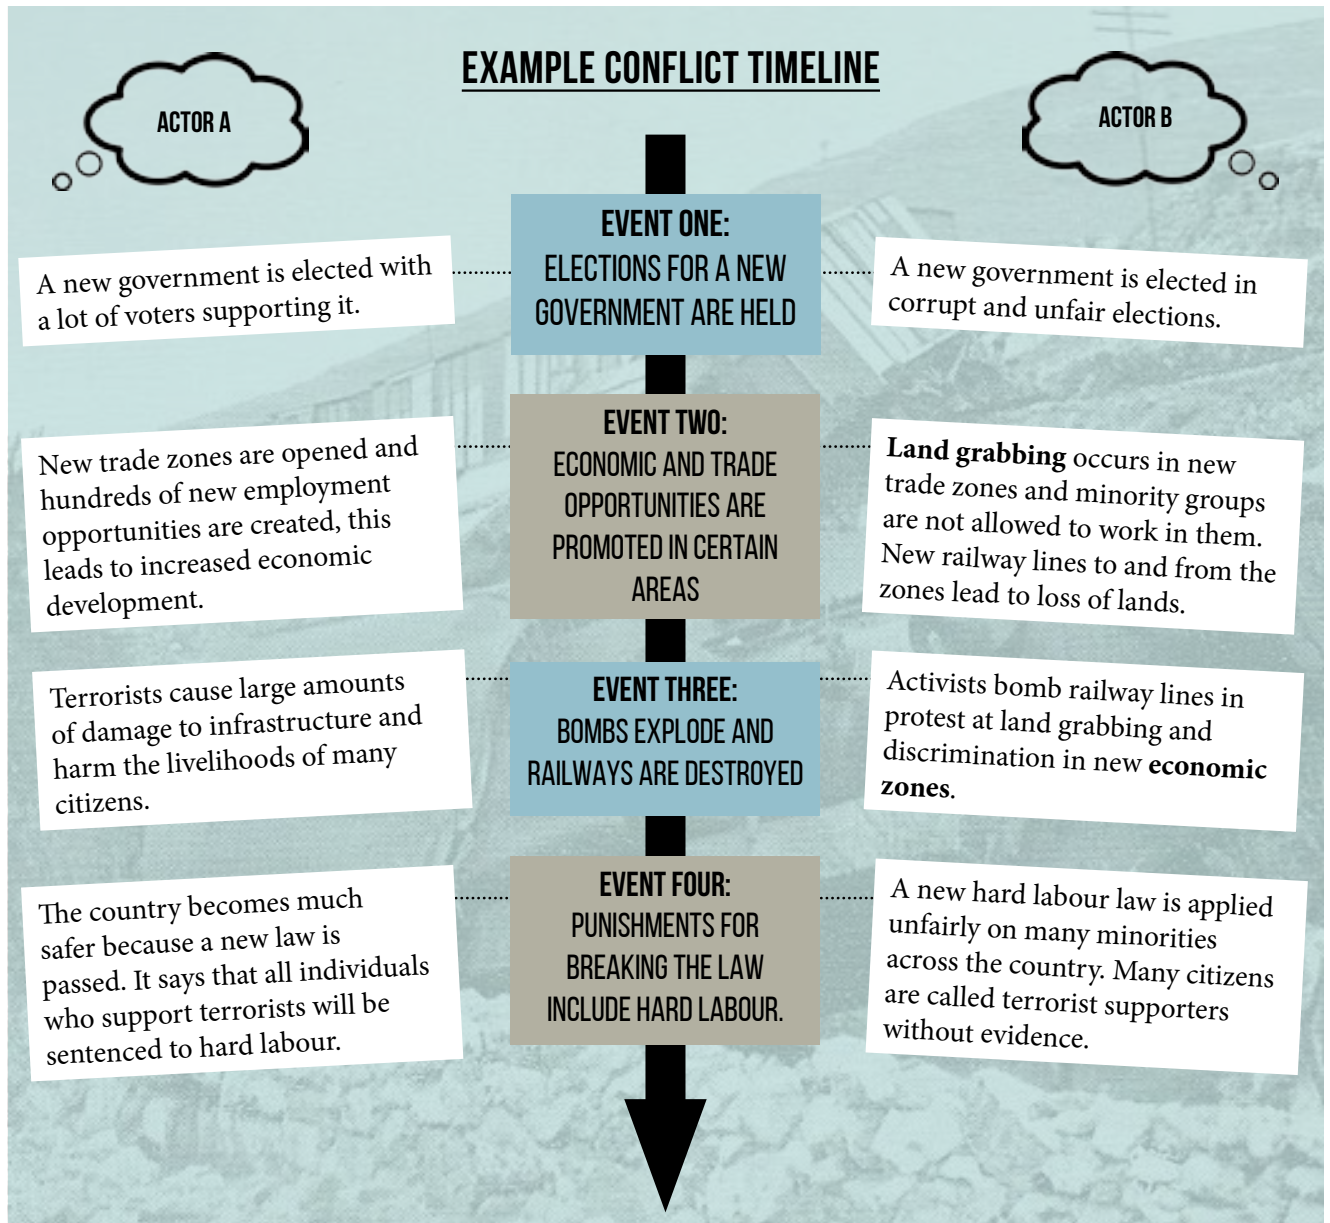 EXAMPLE CONFLICT TIMELINE
ACTOR A
ACTOR B
EVENT ONE:
ELECTIONS FOR A NEW
GOVERNMENT ARE HELD
A new government is elected with
a lot of voters supporting it.
A new government is elected in
corrupt and unfair elections.
EVENT TWO:
ECONOMIC AND TRADE
OPPORTUNITIES ARE
PROMOTED IN CERTAIN
AREAS
New trade zones are opened and
hundreds of new employment
opportunities are created, this
leads to increased economic
development.
Land grabbing occurs in new
trade zones and minority groups
are not allowed to work in them.
New railway lines to and from the
zones lead to loss of lands.
EVENT THREE:
BOMBS EXPLODE AND
RAILWAYS ARE DESTROYED
Terrorists cause large amounts
of damage to infrastructure and
harm the livelihoods of many
citizens.
Activists bomb railway lines in
protest at land grabbing and
discrimination in new economic
zones.
EVENT FOUR:
PUNISHMENTS FOR
BREAKING THE LAW
INCLUDE HARD LABOUR.
The country becomes much
safer because a new law is
passed. It says that all individuals
who support terrorists will be
sentenced to hard labour.
A new hard labour law is applied
unfairly on many minorities
across the country. Many citizens
are called terrorist supporters
without evidence.